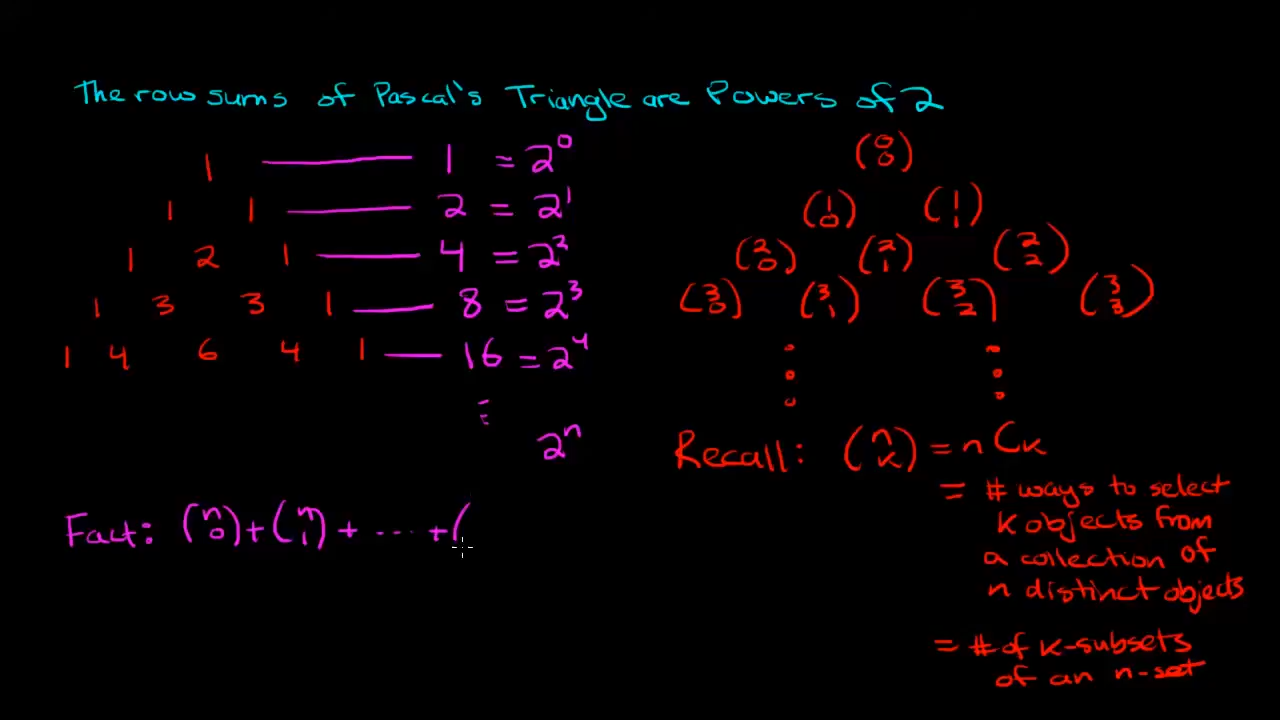 The row sums of Pascal's Triangle are Powers of 2
1 1 = 2^0
1 1 2 = 2^1
1 2 1 4 = 2^2
1 3 3 1 8 = 2^3
1 4 6 4 1 16 = 2^4
⋮
2^n
Fact: (n 0) + (n 1) + ... + (
(0 0)
(1 0) (1 1)
(2 0) (2 1) (2 2)
(3 0) (3 1) (3 2) (3 3)
⋮ ⋮
Recall: (n k) = n C k
= # ways to select
k objects from
a collection of
n distinct objects
= # of k-subsets
of an n-set